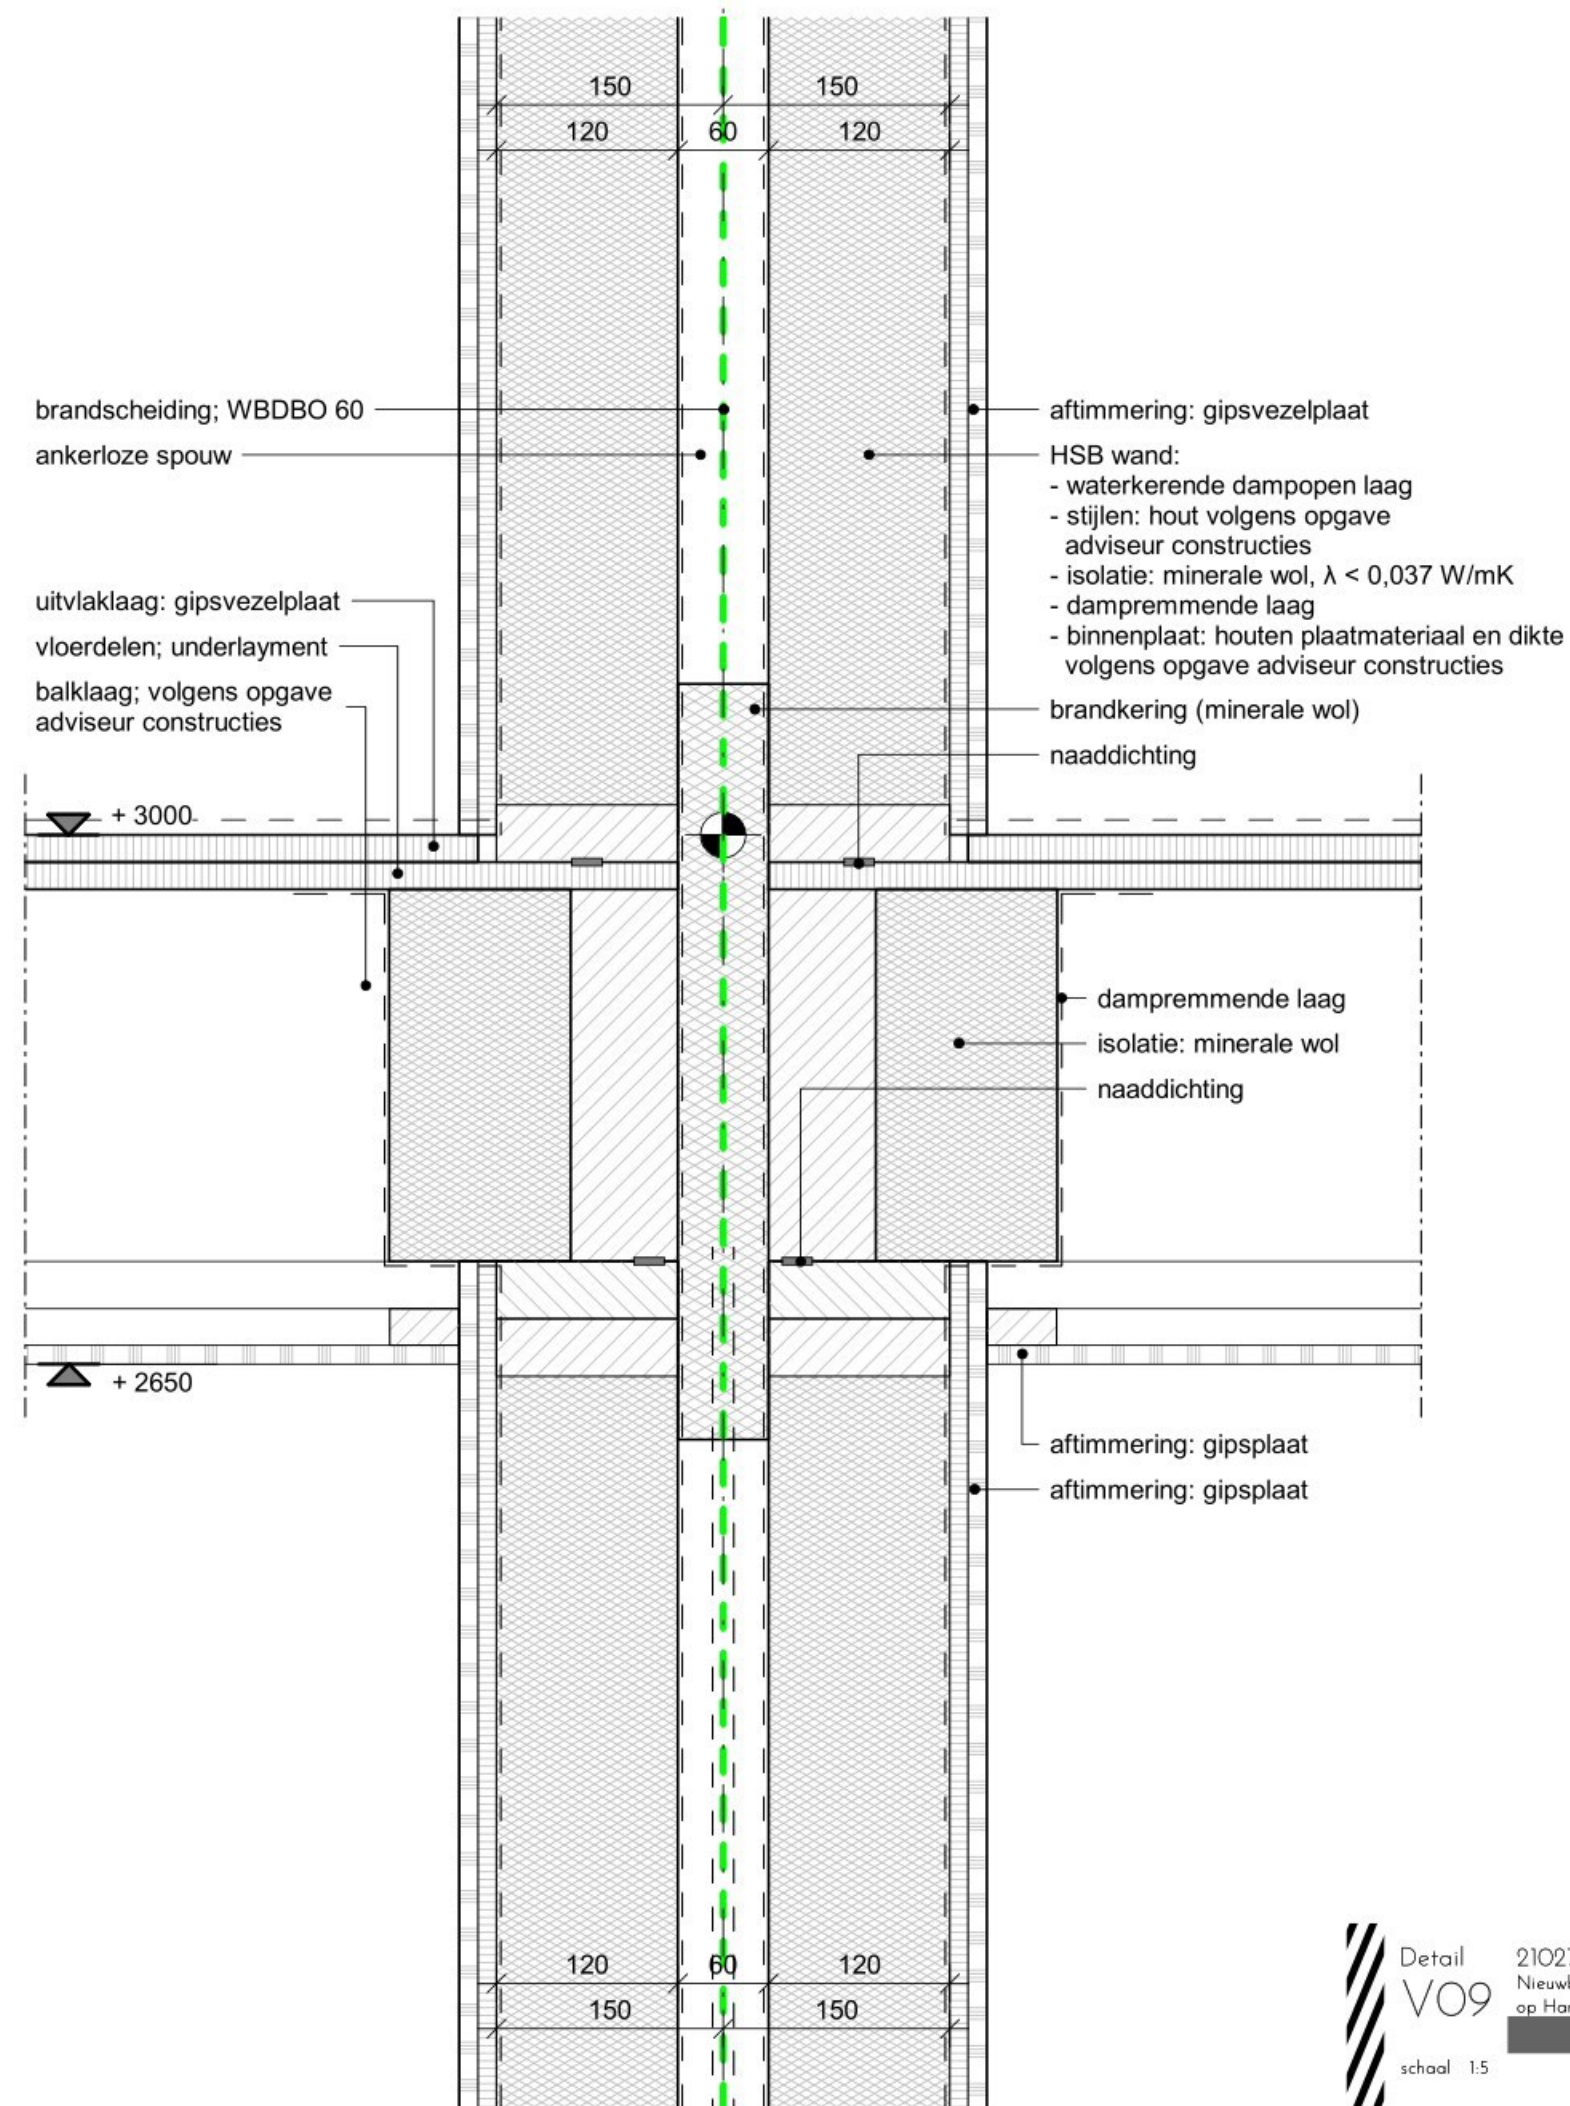 150
150
120
60
120
brandscheiding; WBDBO 60
ankerloze spouw
uitvlaklaag: gipsvezelplaat
vloerdelen; underlayment
balklaag; volgens opgave
adviseur constructies
aftimmering: gipsvezelplaat
HSB wand:
- waterkerende dampopen laag
- stijlen: hout volgens opgave
adviseur constructies
- isolatie: minerale wol, λ < 0,037 W/mK
- dampremmende laag
- binnenplaat: houten plaatmateriaal en dikte
volgens opgave adviseur constructies
brandkering (minerale wol)
naaddichting
+ 3000
dampremmende laag
isolatie: minerale wol
naaddichting
+ 2650
aftimmering: gipsplaat
aftimmering: gipsplaat
120
60
120
150
150
Detail
V09
schaal 1:5
op